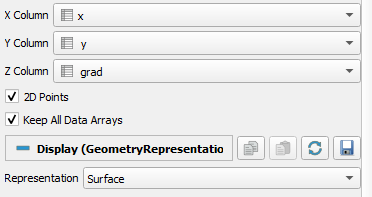 X Column x
Y Column y
Z Column grad
2D Points
Keep All Data Arrays
Display (GeometryRepresentatio
Representation Surface